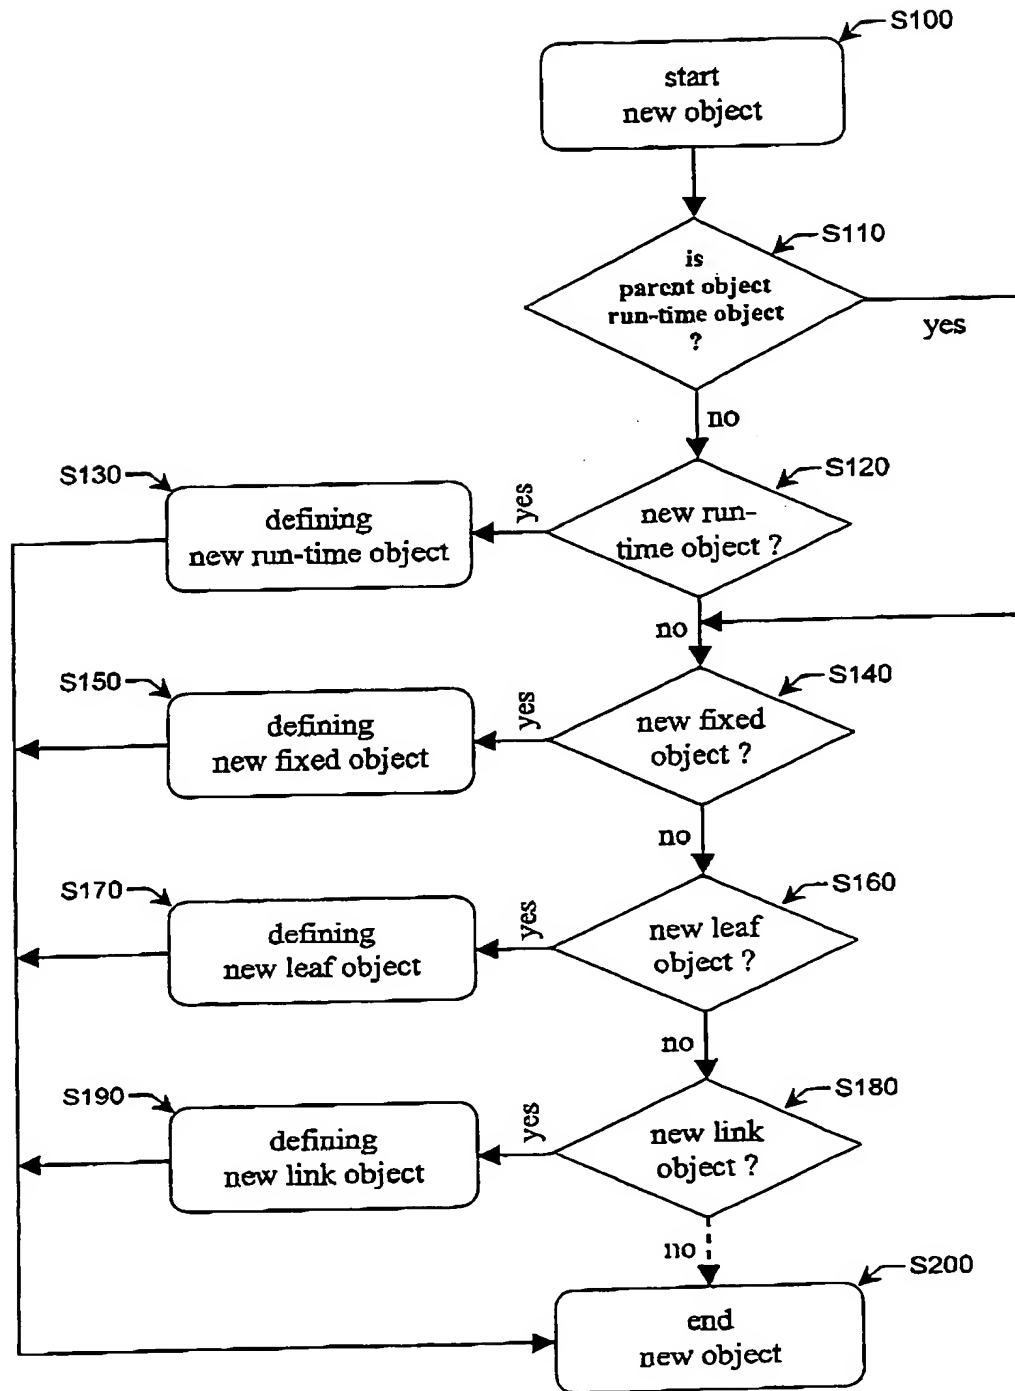 S100
start
new object
S110
is
parent object
run-time object
?
yes
no
S120
new run-
time object ?
yes
S130
defining
new run-time object
no
S140
new fixed
object ?
yes
S150
defining
new fixed object
no
S160
new leaf
object ?
yes
S170
defining
new leaf object
no
S180
new link
object ?
yes
S190
defining
new link object
no
S200
end
new object